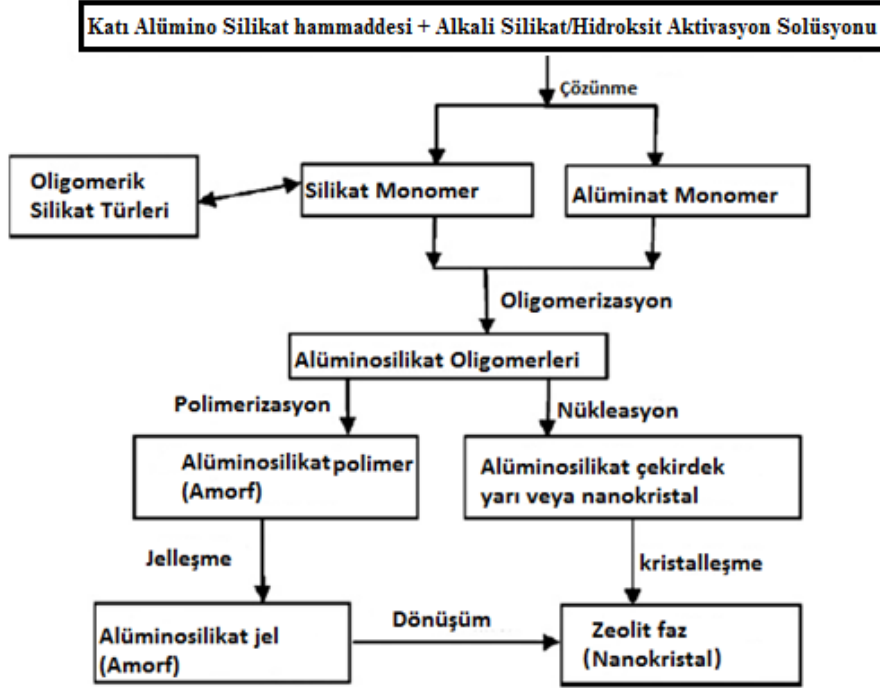 Katı Alümino Silikat hammaddesi + Alkali Silikat/Hidroksit Aktivasyon Solüsyonu
Çözünme
Oligomerik
Silikat Türleri
Silikat Monomer
Alüminat Monomer
Oligomerizasyon
Alüminosilikat Oligomerleri
Polimerizasyon
Nükleasyon
Alüminosilikat polimer
(Amorf)
Alüminosilikat çekirdek
yarı veya nanokristal
Jelleşme
kristalleşme
Alüminosilikat jel
(Amorf)
Dönüşüm
Zeolit faz
(Nanokristal)